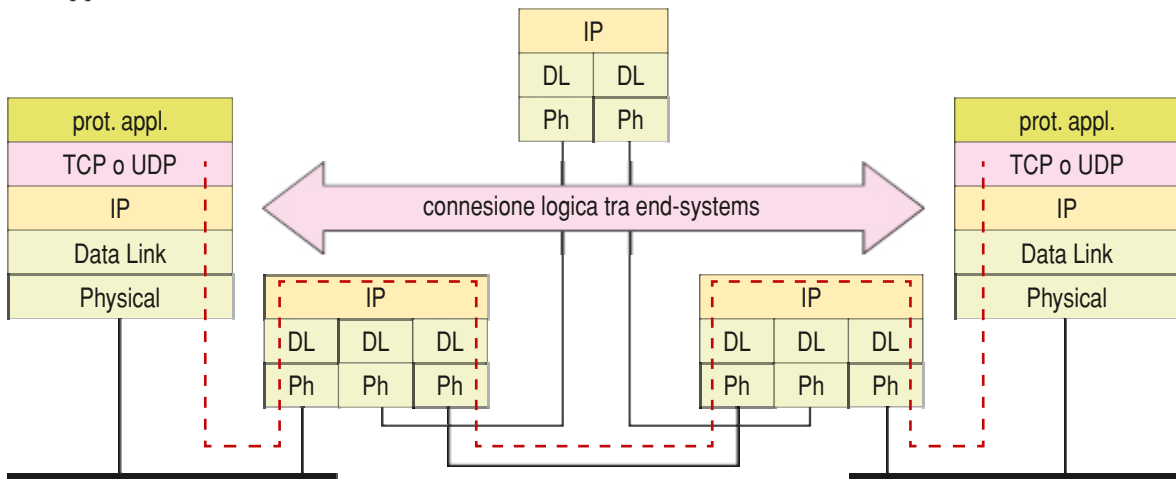 IP
DL DL
Ph Ph
prot. appl.
TCP o UDP
IP
Data Link
Physical
connesione logica tra end-systems
prot. appl.
TCP o UDP
IP
Data Link
Physical
IP
DL DL DL
Ph Ph Ph
IP
DL DL DL
Ph Ph Ph